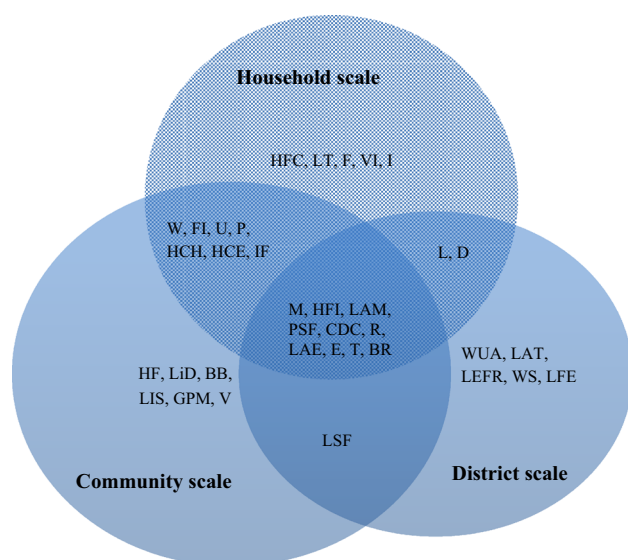 Household scale
HFC, LT, F, VI, I
W, FI, U, P,
HCH, HCE, IF
L, D
M, HFI, LAM,
PSF, CDC, R,
LAE, E, T, BR
WUA, LAT,
LEFR, WS, LFE
HF, LiD, BB,
LIS, GPM, V
LSF
Community scale
District scale